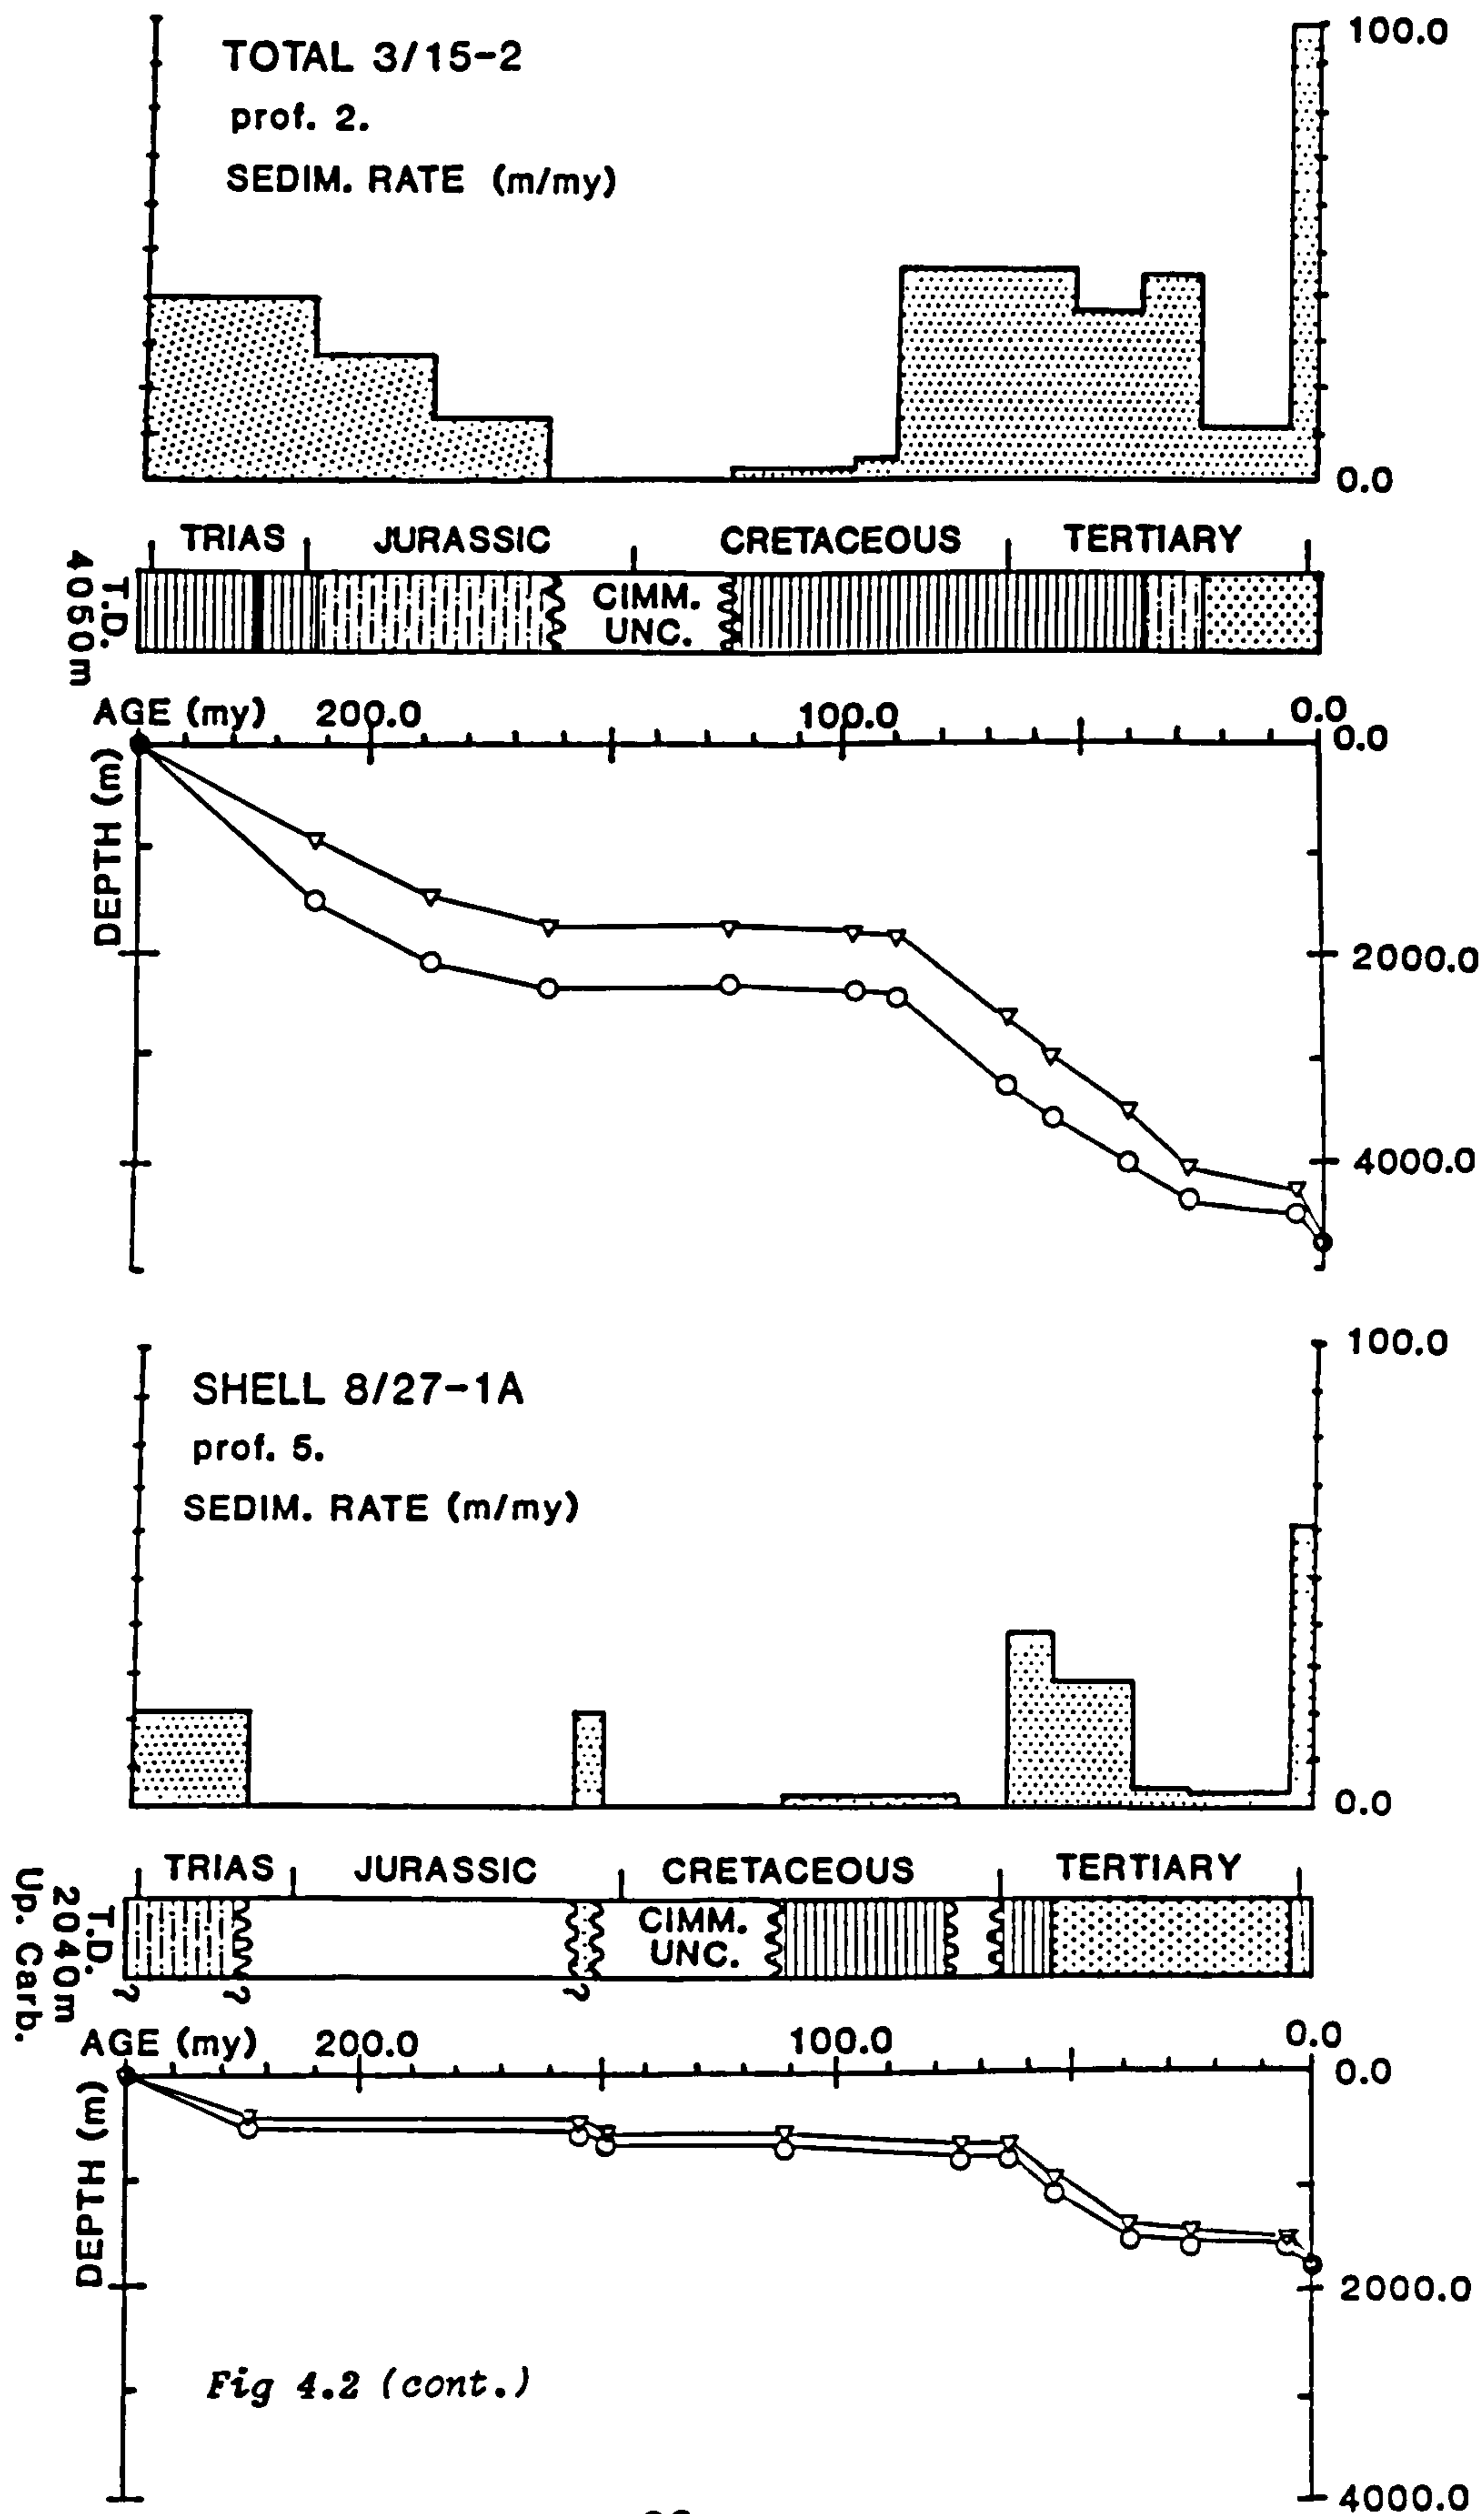 100.0
TOTAL 3/15-2
prof. 2.
SEDIM. RATE (m/my)
0.0
TRIAS JURASSIC CRETACEOUS TERTIARY
T.D.
4050m
CIMM.
UNC.
AGE (my) 200.0 100.0 0.0
0.0
DEPTH (m)
2000.0
4000.0
100.0
SHELL 8/27-1A
prof. 5.
SEDIM. RATE (m/my)
0.0
TRIAS JURASSIC CRETACEOUS TERTIARY
T.D.
2040m
Up. Carb.
CIMM.
UNC.
? ? ?
AGE (my) 200.0 100.0 0.0
0.0
DEPTH (m)
2000.0
Fig 4.2 (cont.)
4000.0